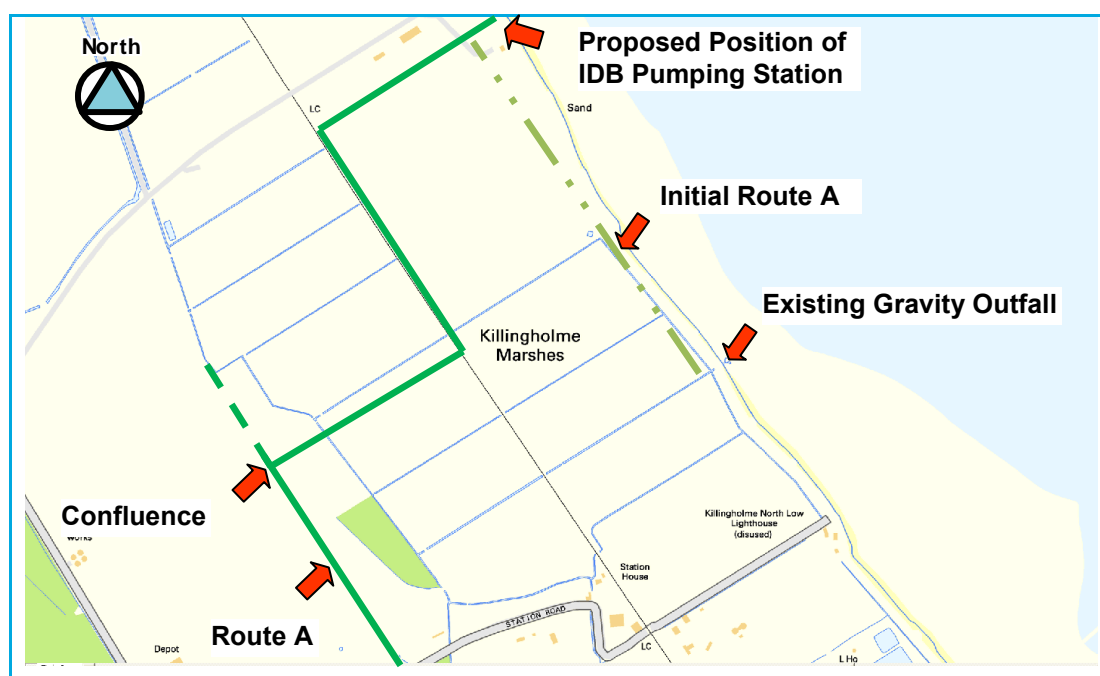 North
Proposed Position of
IDB Pumping Station
LC
Sand
Initial Route A
Existing Gravity Outfall
Killingholme
Marshes
Confluence
works
Killingholme North Low
Lighthouse
(disused)
Station
House
STATION ROAD
Route A
Depot
LC
L Ho